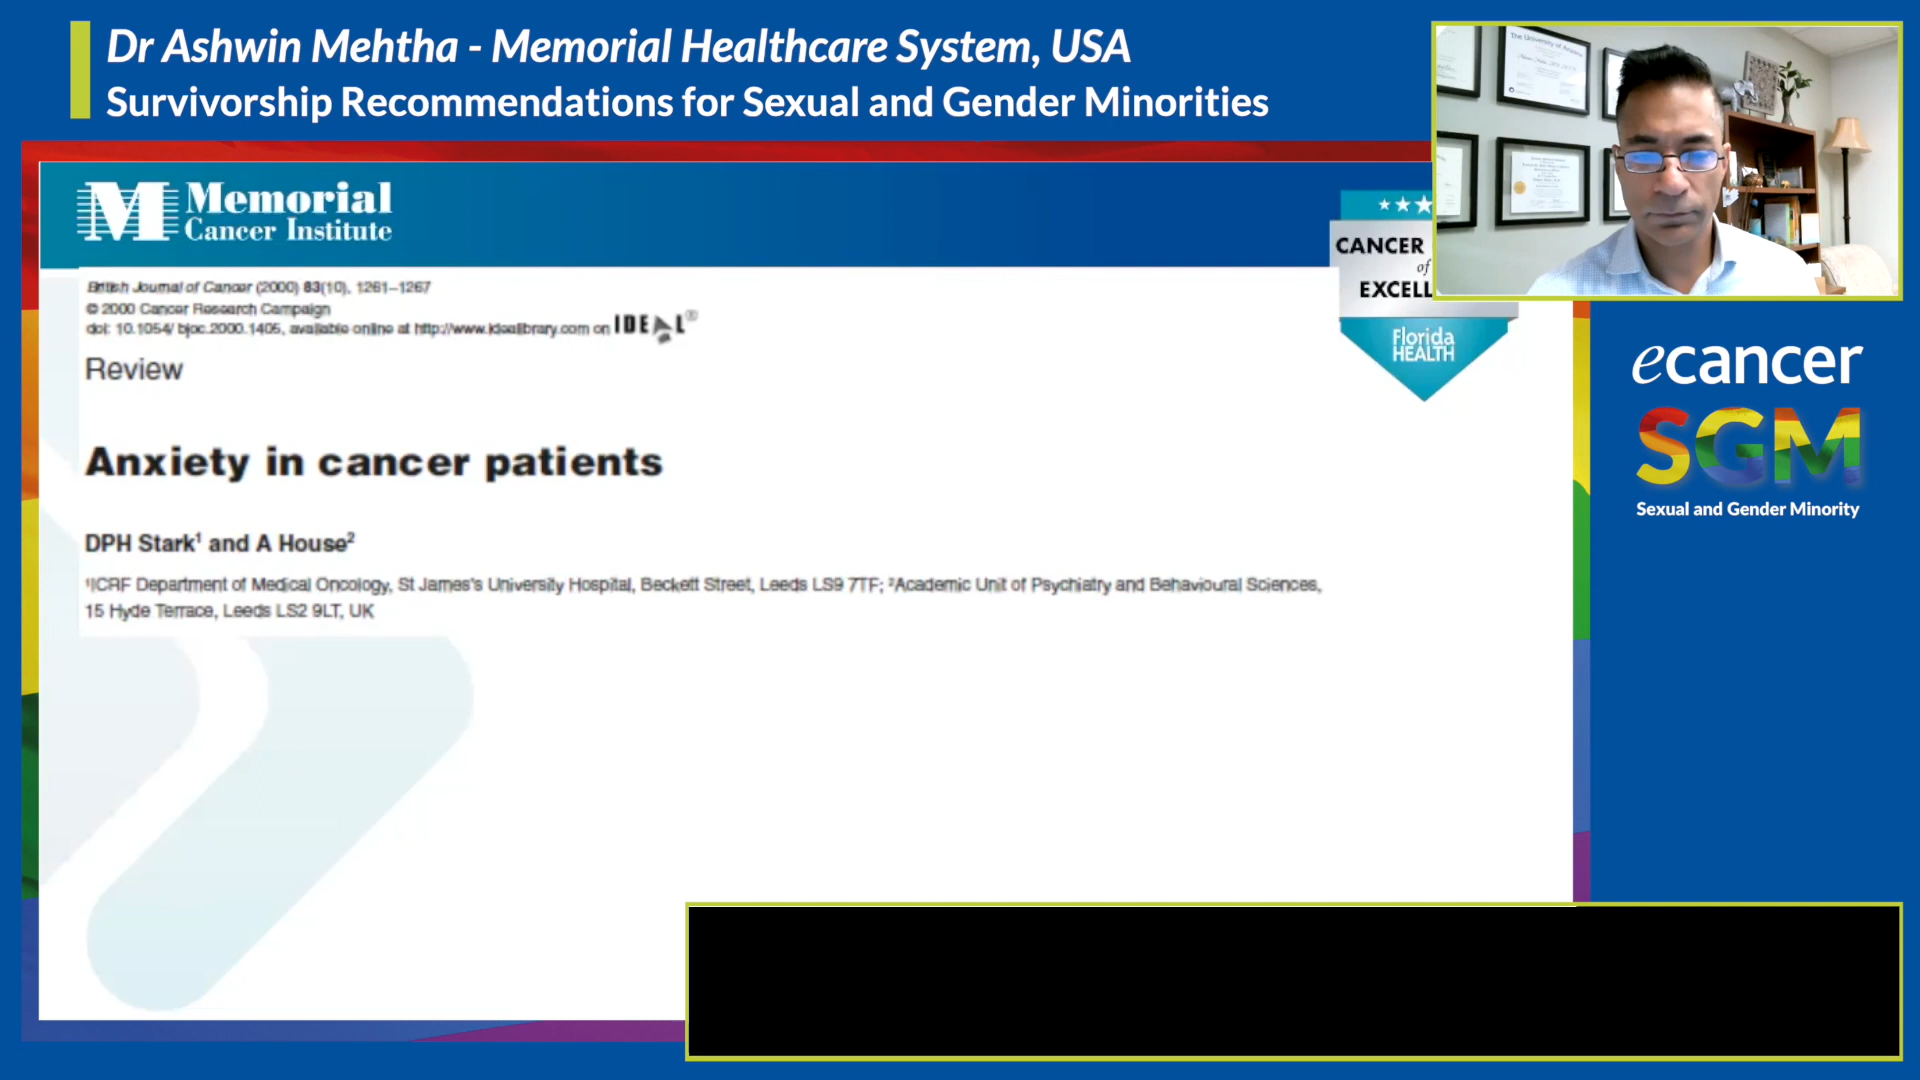 Dr Ashwin Mehtha - Memorial Healthcare System, USA
Survivorship Recommendations for Sexual and Gender Minorities
Memorial
Cancer Institute
CANCER
of
EXCELL
Florida
HEALTH
British Journal of Cancer (2000) 83(10), 1261–1267
© 2000 Cancer Research Campaign
doi: 10.1054/ bjoc.2000.1405, available online at http://www.idealibrary.com on IDEAL®
Review
Anxiety in cancer patients
DPH Stark¹ and A House²
¹ICRF Department of Medical Oncology, St James's University Hospital, Beckett Street, Leeds LS9 7TF; ²Academic Unit of Psychiatry and Behavioural Sciences,
15 Hyde Terrace, Leeds LS2 9LT, UK
The University of Arizona
ecancer
SGM
Sexual and Gender Minority